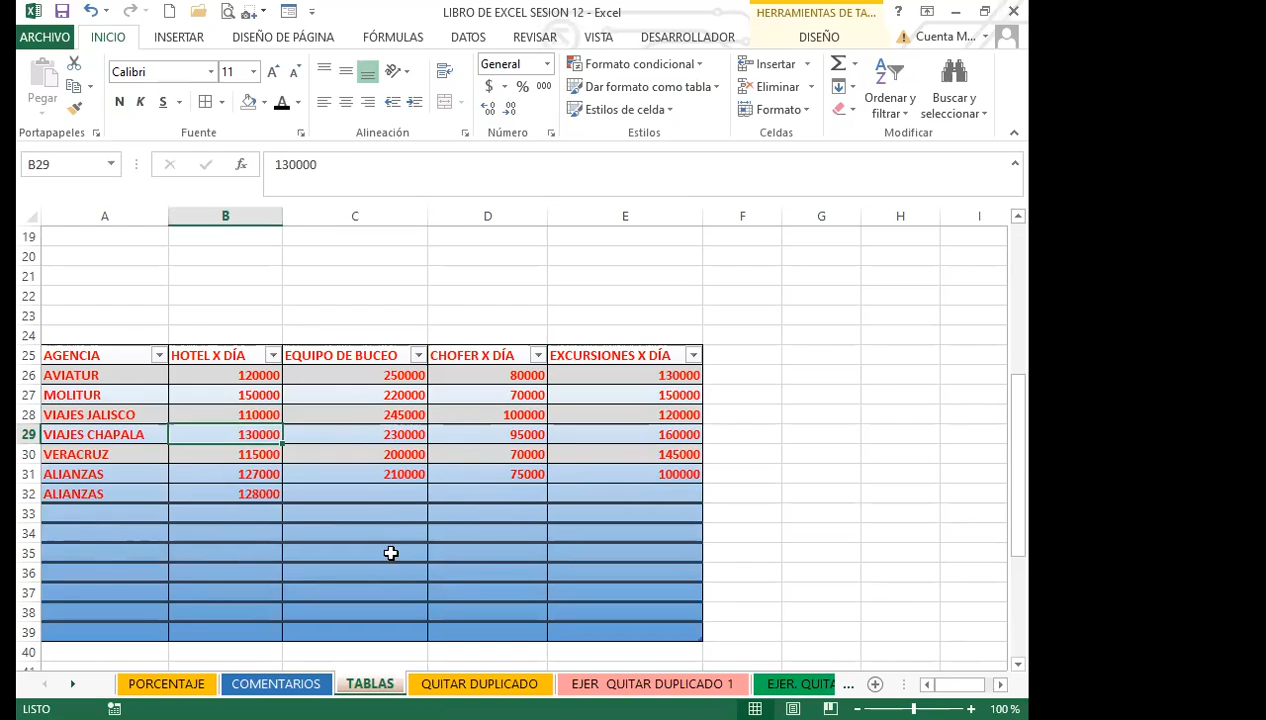 LIBRO DE EXCEL SESION 12 - Excel
HERRAMIENTAS DE TA...
?
ARCHIVO INICIO INSERTAR DISEÑO DE PÁGINA FÓRMULAS DATOS REVISAR VISTA DESARROLLADOR DISEÑO Cuenta M...
Pegar
Calibri 11
N K S A
General
$ % 000
Formato condicional
Dar formato como tabla
Estilos de celda
Insertar
Eliminar
Formato
Ordenar y filtrar
Buscar y seleccionar
Portapapeles Fuente Alineación Número Estilos Celdas Modificar
B29 fx 130000
A B C D E F G H I
19
20
21
22
23
24
25 AGENCIA HOTEL X DÍA EQUIPO DE BUCEO CHOFER X DÍA EXCURSIONES X DÍA
26 AVIATUR 120000 250000 80000 130000
27 MOLITUR 150000 220000 70000 150000
28 VIAJES JALISCO 110000 245000 100000 120000
29 VIAJES CHAPALA 130000 230000 95000 160000
30 VERACRUZ 115000 200000 70000 145000
31 ALIANZAS 127000 210000 75000 100000
32 ALIANZAS 128000
33
34
35
36
37
38
39
40
PORCENTAJE COMENTARIOS TABLAS QUITAR DUPLICADO EJER QUITAR DUPLICADO 1 EJER. QUITA ...
LISTO 100 %